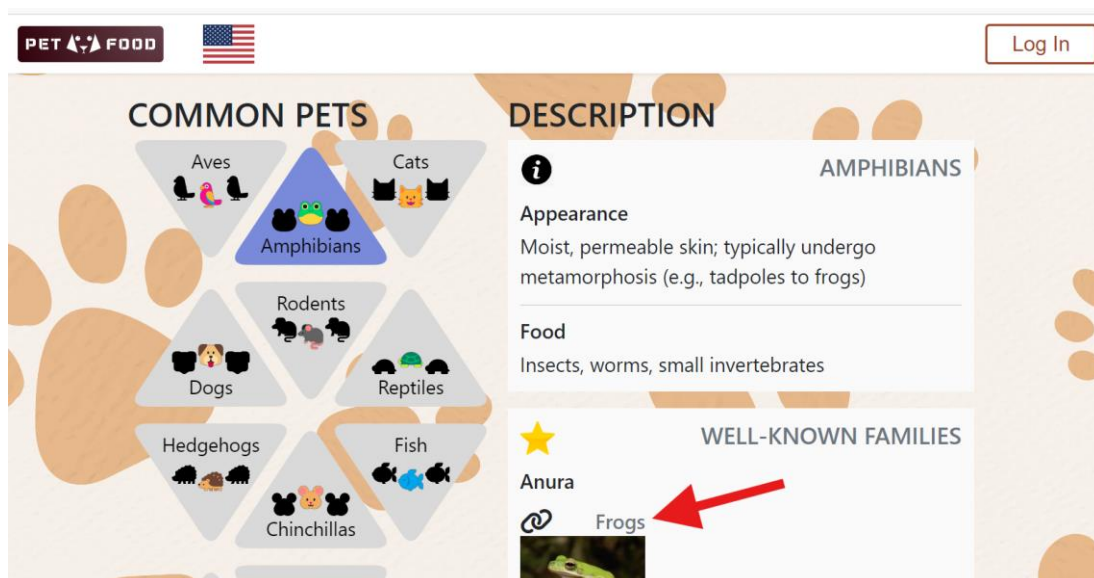 PET FOOD
Log In
COMMON PETS
Aves
Cats
Amphibians
Rodents
Dogs
Reptiles
Hedgehogs
Fish
Chinchillas
DESCRIPTION
AMPHIBIANS
Appearance
Moist, permeable skin; typically undergo
metamorphosis (e.g., tadpoles to frogs)
Food
Insects, worms, small invertebrates
WELL-KNOWN FAMILIES
Anura
Frogs